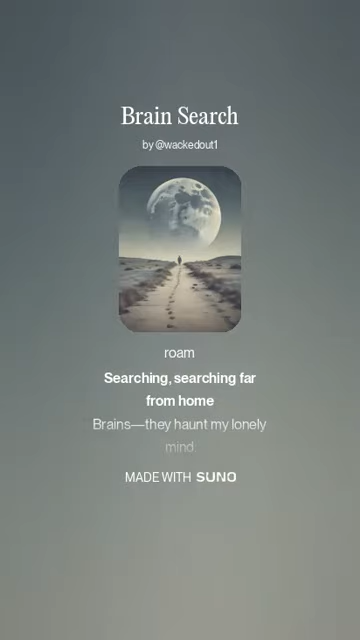 Brain Search
by @wackedout1
roam
Searching, searching far
from home
Brains—they haunt my lonely
mind
MADE WITH SUNO